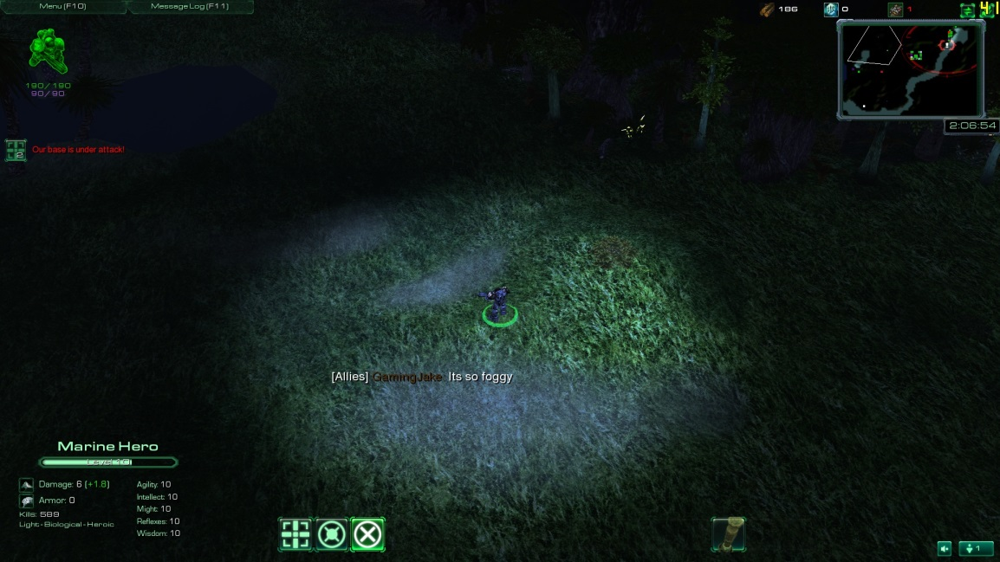 Menu (F10)
Message Log (F11)
186
0
1
41
190/190
90/90
2:06:54
2
Our base is under attack!
[Allies] GamingJake: Its so foggy
Marine Hero
Level 10
Damage: 6 (+1.8)
Armor: 0
Kills: 589
Light-Biological-Heroic
Agility: 10
Intellect: 10
Might: 10
Reflexes: 10
Wisdom: 10
1